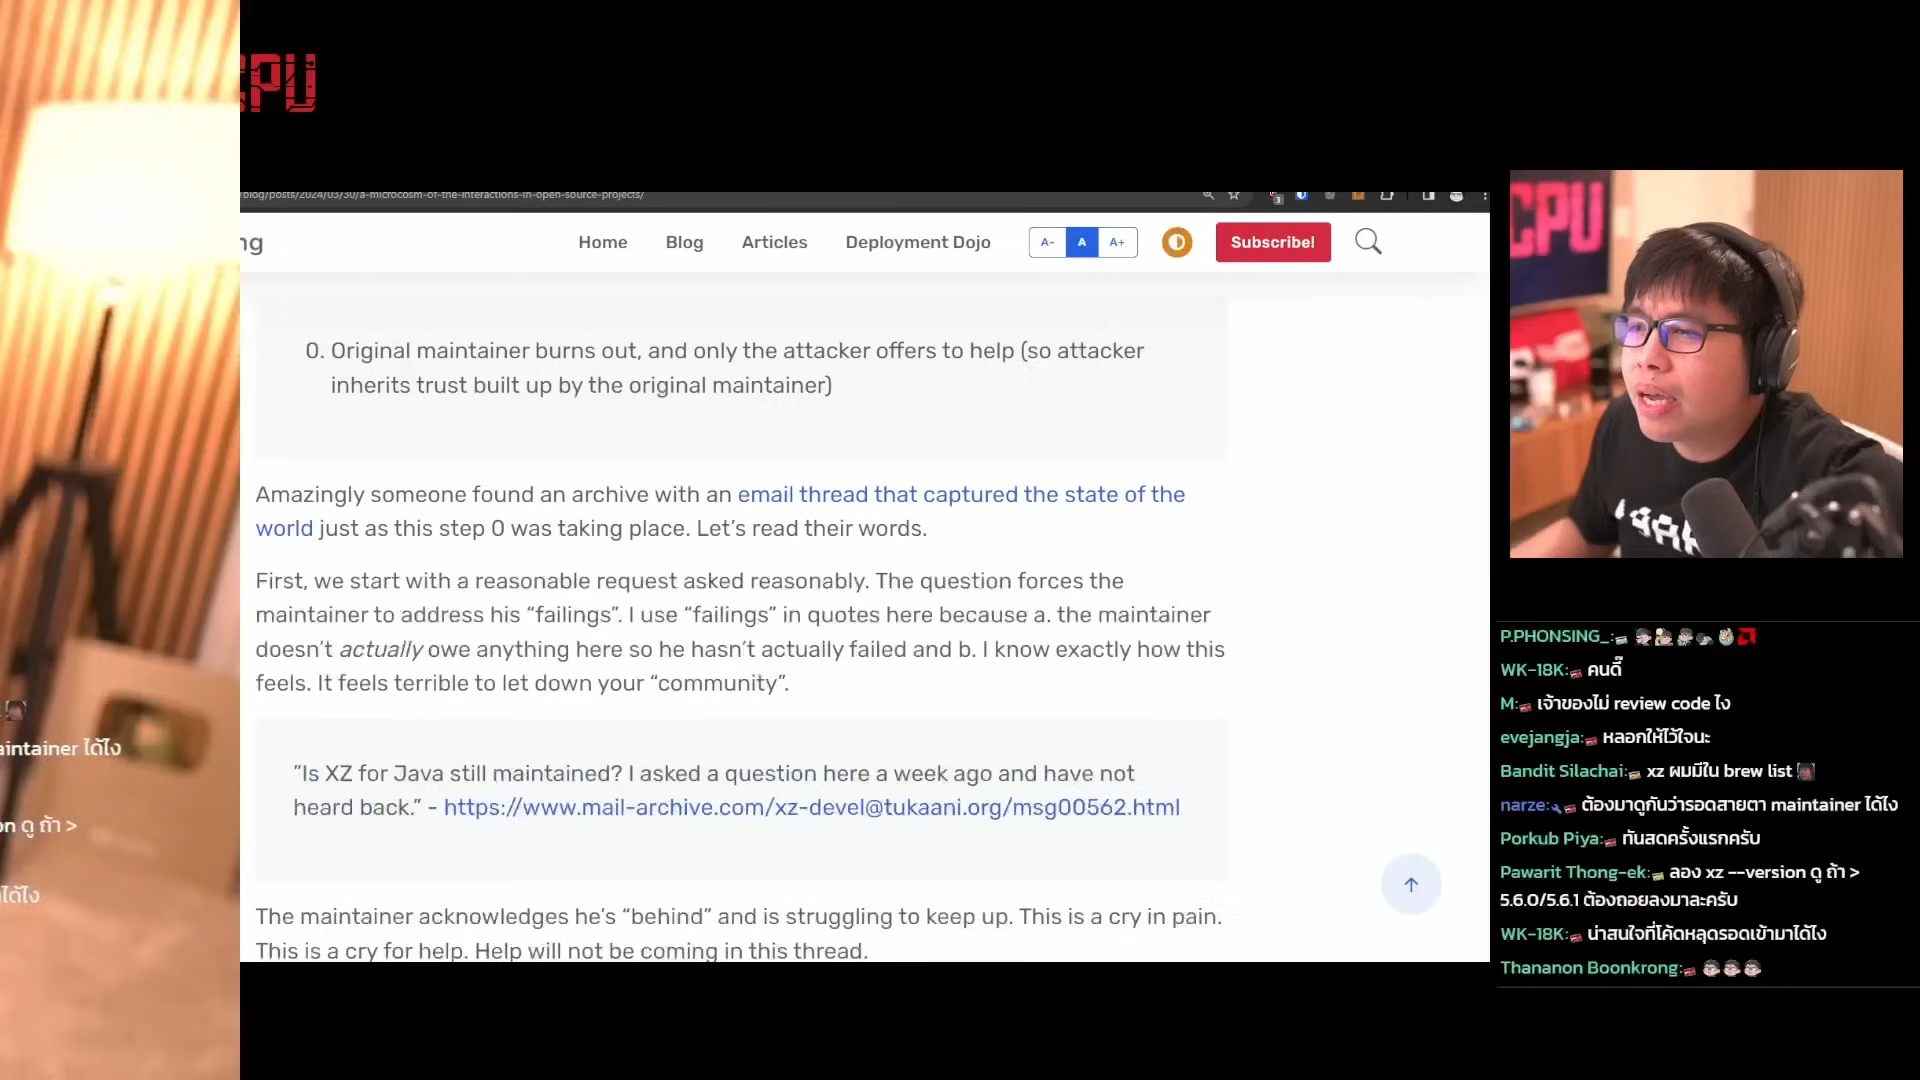 CPU
/blog/posts/2024/03/30/a-microcosm-of-the-interactions-in-open-source-projects/
3
ng
Home
Blog
Articles
Deployment Dojo
A-
A
A+
Subscribe!
0. Original maintainer burns out, and only the attacker offers to help (so attacker
inherits trust built up by the original maintainer)
Amazingly someone found an archive with an email thread that captured the state of the
world just as this step 0 was taking place. Let's read their words.
First, we start with a reasonable request asked reasonably. The question forces the
maintainer to address his “failings”. I use “failings” in quotes here because a. the maintainer
doesn't actually owe anything here so he hasn't actually failed and b. I know exactly how this
feels. It feels terrible to let down your “community”.
”Is XZ for Java still maintained? I asked a question here a week ago and have not
heard back.” - https://www.mail-archive.com/xz-devel@tukaani.org/msg00562.html
The maintainer acknowledges he's “behind” and is struggling to keep up. This is a cry in pain.
This is a cry for help. Help will not be coming in this thread.
CPU
P.PHONSING_:
WK-18K: คนดี๊
M: เจ้าของไม่ review code ไง
evejangja: หลอกให้ไว้ใจนะ
Bandit Silachai: xz ผมมีใน brew list
narze: ต้องมาดูกันว่ารอดสายตา maintainer ได้ไง
Porkub Piya: ทันสดครั้งแรกครับ
Pawarit Thong-ek: ลอง xz --version ดู ถ้า >
5.6.0/5.6.1 ต้องถอยลงมาละครับ
WK-18K: น่าสนใจที่โค้ดหลุดรอดเข้ามาได้ไง
Thananon Boonkrong:
aintainer ได้ไง
on ดู ถ้า >
ได้ไง